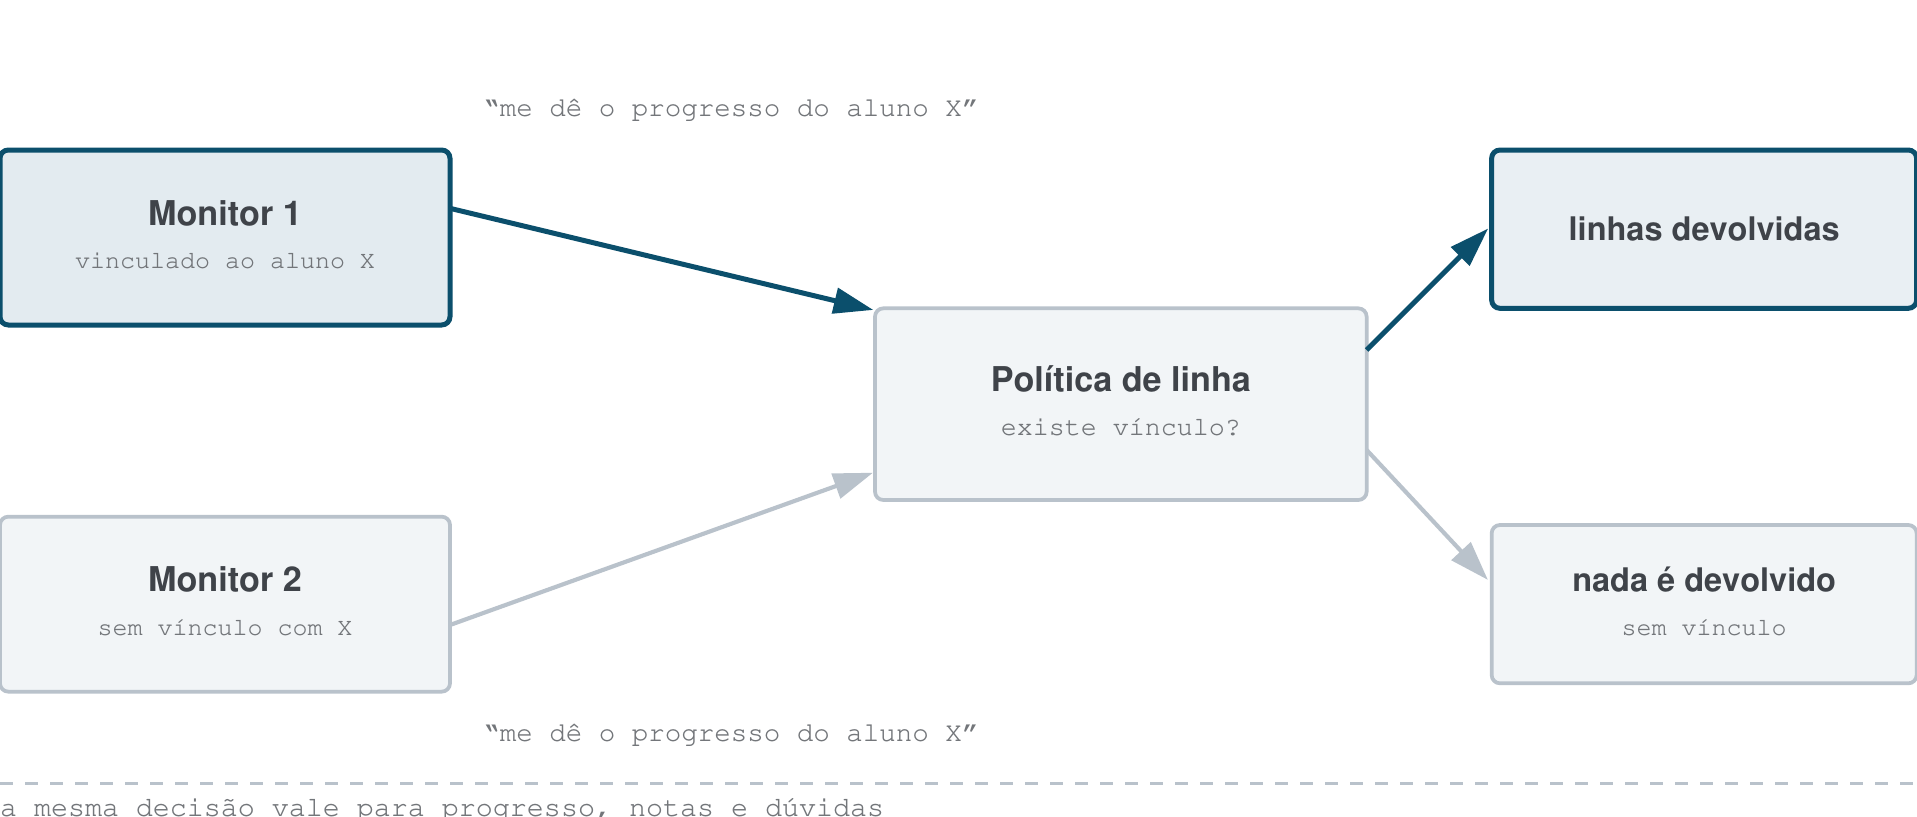 “me dê o progresso do aluno X”
Monitor 1
vinculado ao aluno X
linhas devolvidas
Política de linha
existe vínculo?
Monitor 2
sem vínculo com X
nada é devolvido
sem vínculo
“me dê o progresso do aluno X”
a mesma decisão vale para progresso, notas e dúvidas